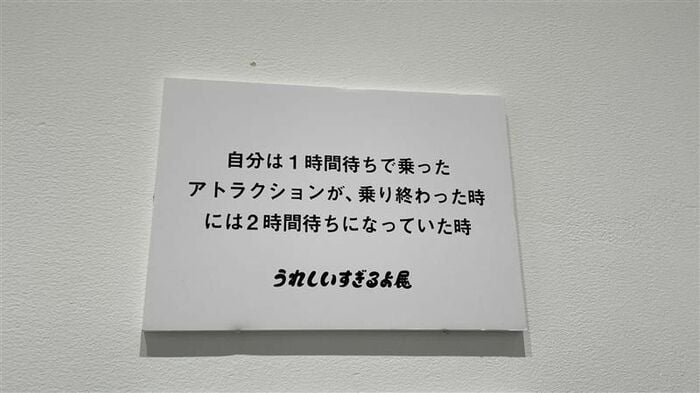 自分は１時間待ちで乗った
アトラクションが、乗り終わった時
には２時間待ちになっていた時
うれしいすぎるよ展